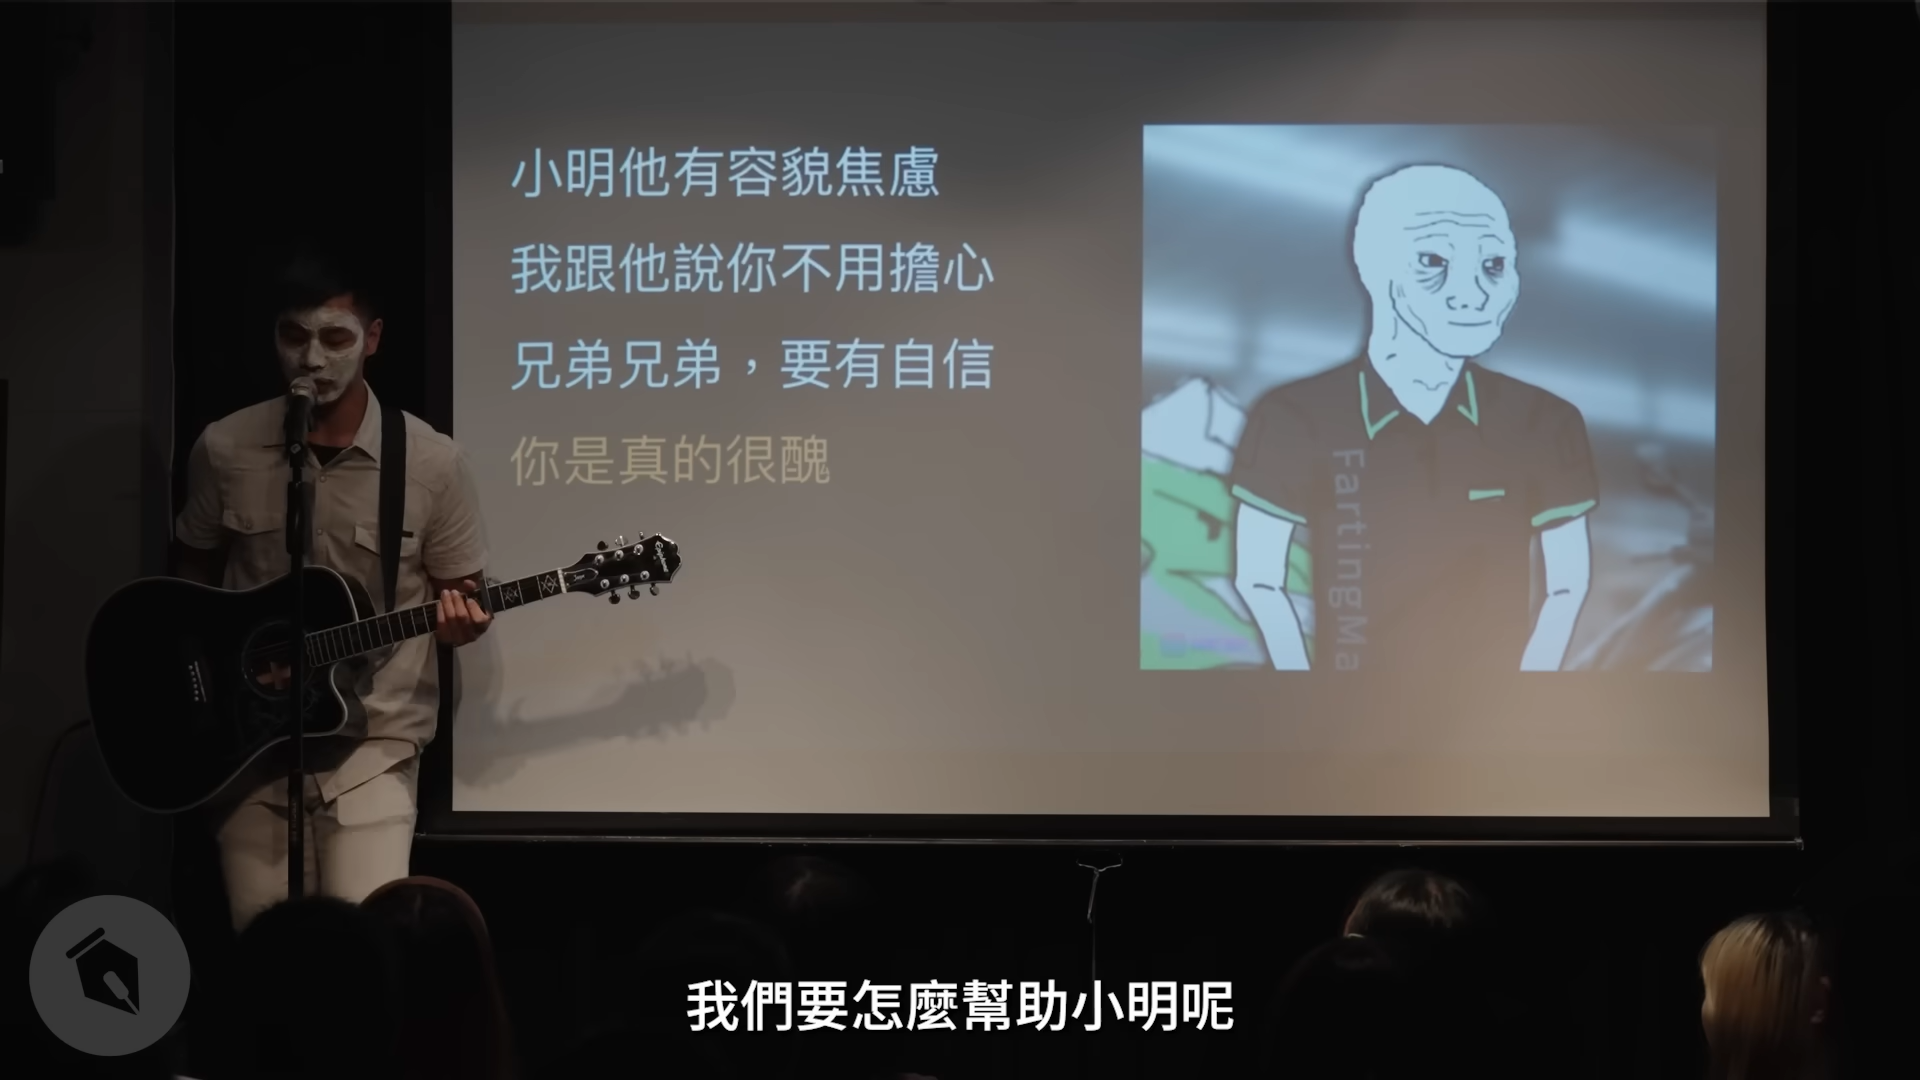 小明他有容貌焦慮
我跟他說你不用擔心
兄弟兄弟，要有自信
你是真的很醜
FartingMa
Epiphone
我們要怎麼幫助小明呢